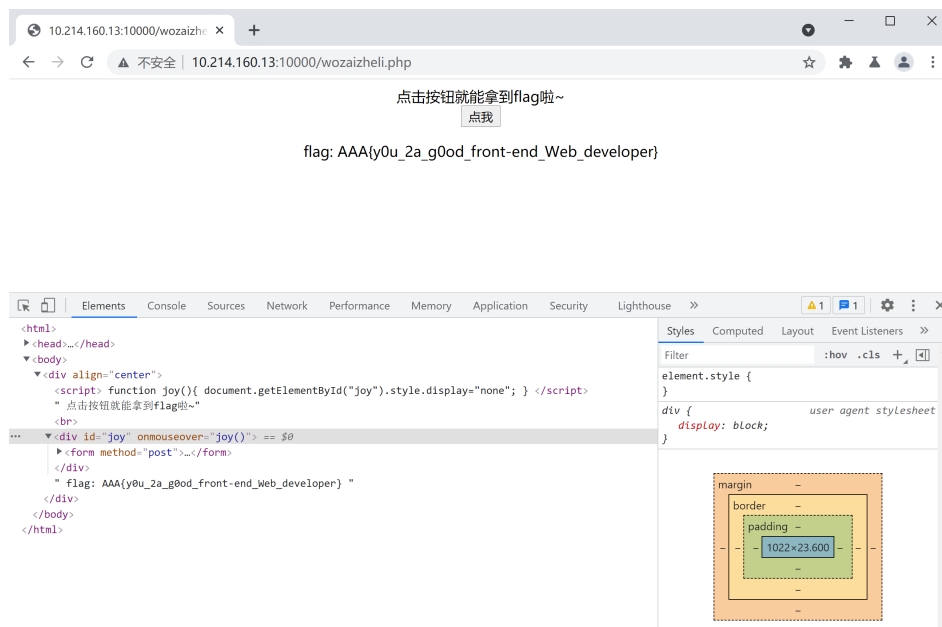 10.214.160.13:10000/wozaizhe
不安全 | 10.214.160.13:10000/wozaizheli.php
点击按钮就能拿到flag啦~
点我
flag: AAA{y0u_2a_g0od_front-end_Web_developer}
Elements Console Sources Network Performance Memory Application Security Lighthouse » 1 1
<html>
<head>…</head>
<body>
<div align="center">
<script> function joy(){ document.getElementById("joy").style.display="none"; } </script>
" 点击按钮就能拿到flag啦~"
<br>
<div id="joy" onmouseover="joy()"> == $0
<form method="post">…</form>
</div>
" flag: AAA{y0u_2a_g0od_front-end_Web_developer} "
</div>
</body>
</html>
Styles Computed Layout Event Listeners »
Filter :hov .cls +
element.style {
}
div { user agent stylesheet
display: block;
}
margin –
border –
padding –
– – – 1022×23.600 – – –
–
–
–